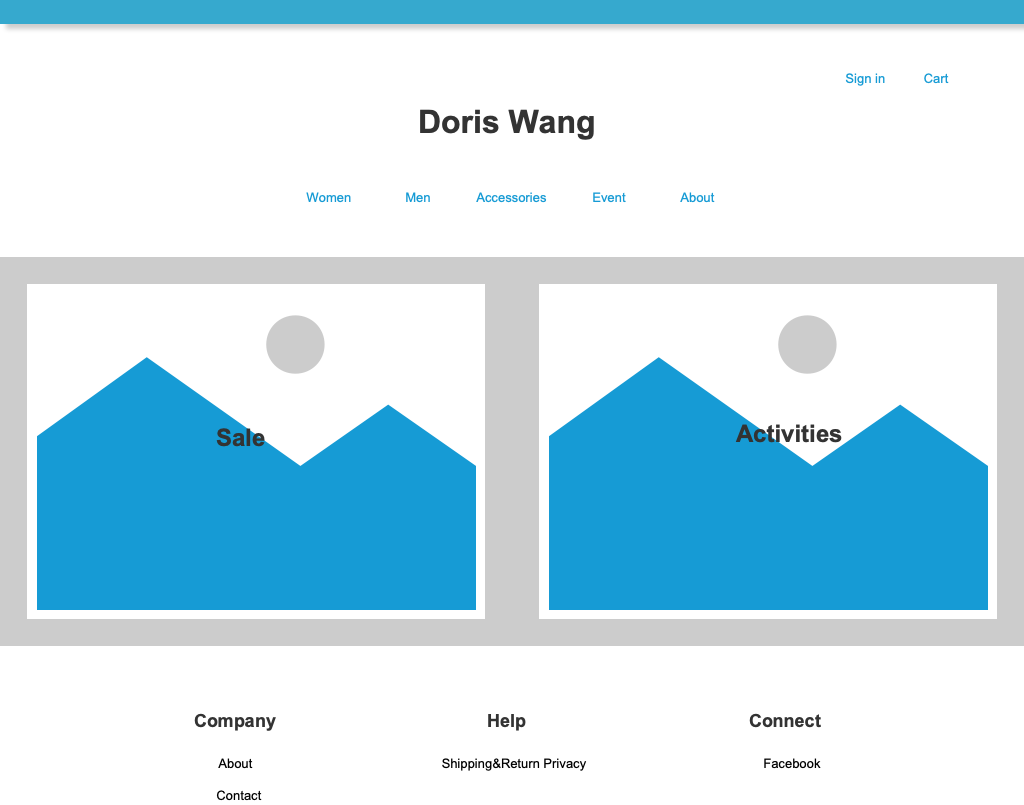 Sign in Cart
Doris Wang
Women Men Accessories Event About
Sale Activities
Company Help Connect
About Shipping&Return Privacy Facebook
Contact